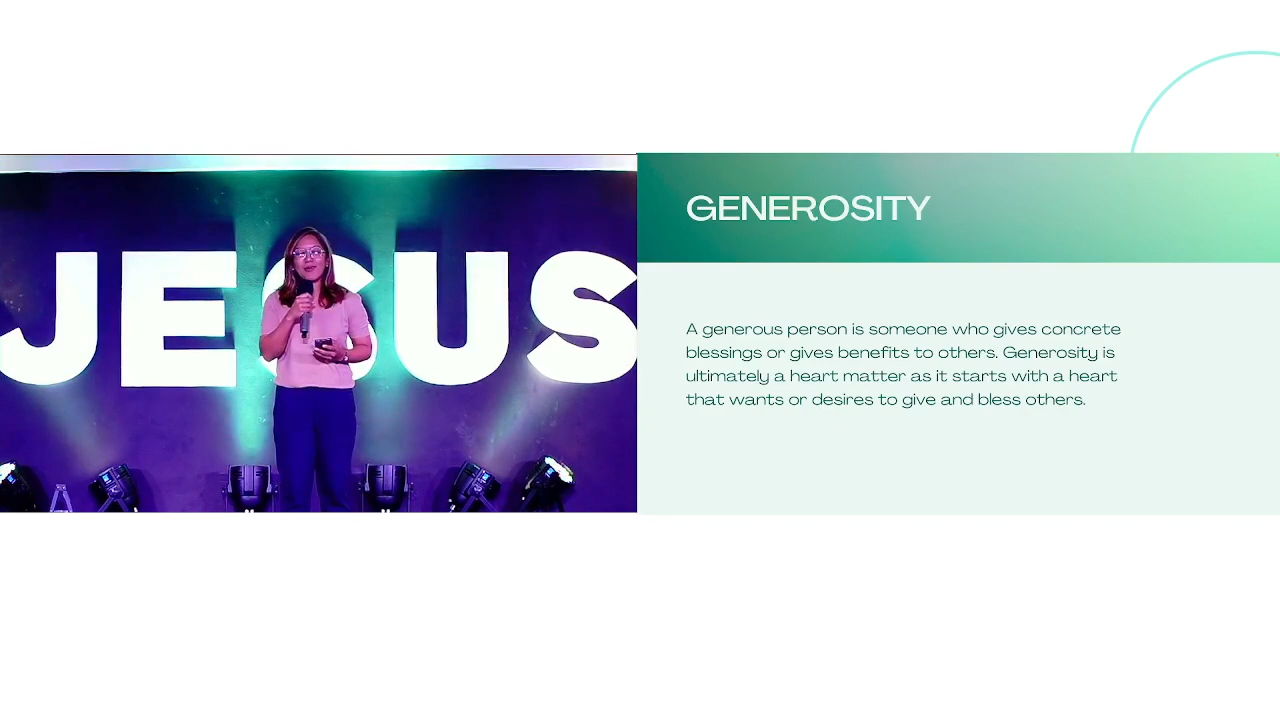 JESUS
GENEROSITY
A generous person is someone who gives concrete
blessings or gives benefits to others. Generosity is
ultimately a heart matter as it starts with a heart
that wants or desires to give and bless others.